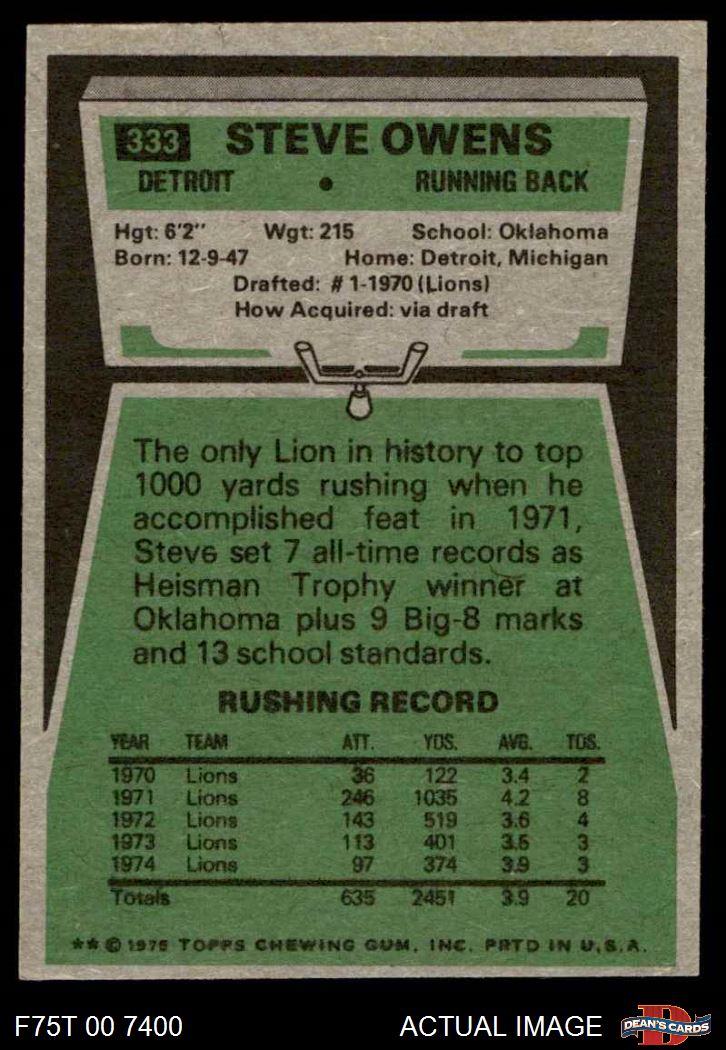 333 STEVE OWENS
DETROIT • RUNNING BACK
Hgt: 6'2" Wgt: 215 School: Oklahoma
Born: 12-9-47 Home: Detroit, Michigan
Drafted: #1-1970 (Lions)
How Acquired: via draft
The only Lion in history to top
1000 yards rushing when he
accomplished feat in 1971,
Steve set 7 all-time records as
Heisman Trophy winner at
Oklahoma plus 9 Big-8 marks
and 13 school standards.
RUSHING RECORD
YEAR TEAM ATT. YDS. AVG. TDS.
1970 Lions 36 122 3.4 2
1971 Lions 246 1035 4.2 8
1972 Lions 143 519 3.6 4
1973 Lions 113 401 3.5 3
1974 Lions 97 374 3.9 3
Totals 635 2451 3.9 20
** © 1975 TOPPS CHEWING GUM, INC. PRTD IN U.S.A.
F75T 00 7400 ACTUAL IMAGE D DEAN'S CARDS